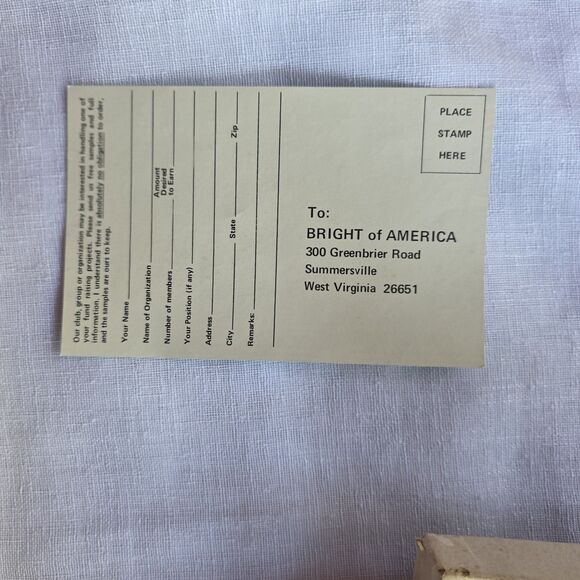 Our club, group or organization may be interested in handling one of
your fund raising projects. Please send us free samples and full
information. I understand there is absolutely no obligation to order,
and the samples are ours to keep.
Your Name
Name of Organization
Number of members
Amount
Desired
to Earn
Your Position (if any)
Address
City State Zip
Remarks:
PLACE
STAMP
HERE
To:
BRIGHT of AMERICA
300 Greenbrier Road
Summersville
West Virginia 26651